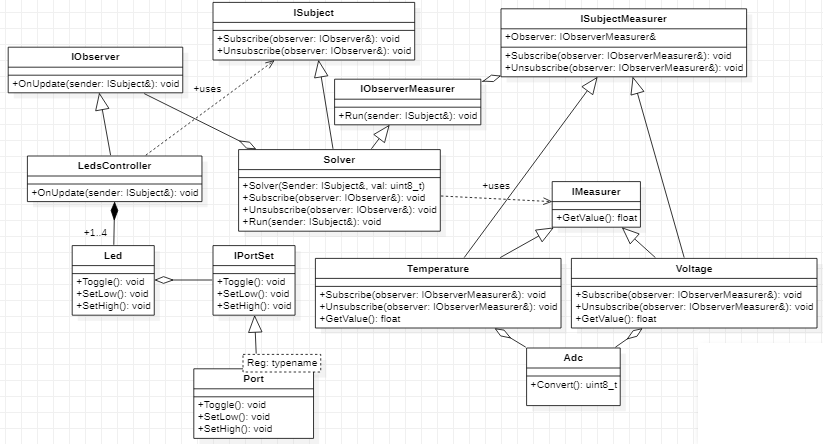 ISubject
+Subscribe(observer: IObserver&): void
+Unsubscribe(observer: IObserver&): void
ISubjectMeasurer
+Observer: IObserverMeasurer&
+Subscribe(observer: IObserverMeasurer&): void
+Unsubscribe(observer: IObserverMeasurer&): void
IObserver
+OnUpdate(sender: ISubject&): void
+uses
IObserverMeasurer
+Run(sender: ISubject&): void
LedsController
+OnUpdate(sender: ISubject&): void
Solver
+Solver(Sender: ISubject&, val: uint8_t)
+Subscribe(observer: IObserver&): void
+Unsubscribe(observer: IObserver&): void
+Run(sender: ISubject&): void
+uses
IMeasurer
+GetValue(): float
+1..4
Led
+Toggle(): void
+SetLow(): void
+SetHigh(): void
IPortSet
+Toggle(): void
+SetLow(): void
+SetHigh(): void
Temperature
+Subscribe(observer: IObserverMeasurer&): void
+Unsubscribe(observer: IObserverMeasurer&): void
+GetValue(): float
Voltage
+Subscribe(observer: IObserverMeasurer&): void
+Unsubscribe(observer: IObserverMeasurer&): void
+GetValue(): float
Reg: typename
Port
+Toggle(): void
+SetLow(): void
+SetHigh(): void
Adc
+Convert(): uint8_t